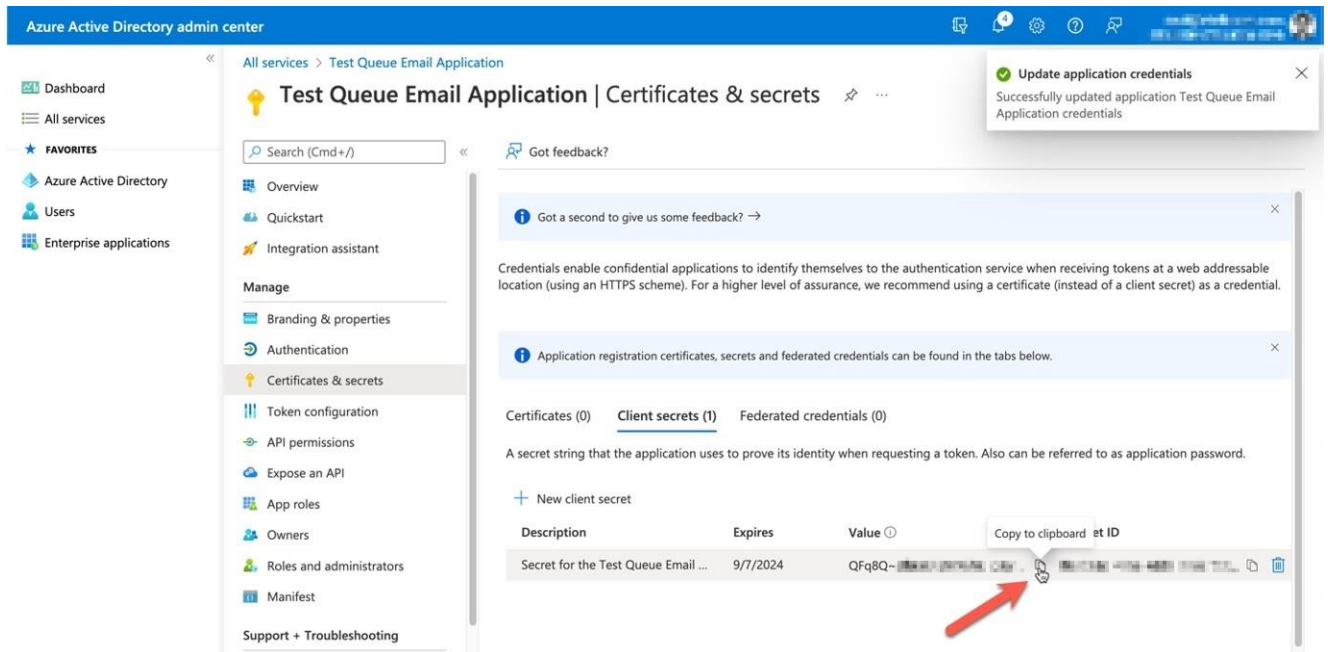 Azure Active Directory admin center
4
Dashboard
All services
FAVORITES
Azure Active Directory
Users
Enterprise applications
All services > Test Queue Email Application
Test Queue Email Application | Certificates & secrets
Search (Cmd+/)
Overview
Quickstart
Integration assistant
Manage
Branding & properties
Authentication
Certificates & secrets
Token configuration
API permissions
Expose an API
App roles
Owners
Roles and administrators
Manifest
Support + Troubleshooting
Update application credentials
Successfully updated application Test Queue Email
Application credentials
Got feedback?
Got a second to give us some feedback? →
Credentials enable confidential applications to identify themselves to the authentication service when receiving tokens at a web addressable
location (using an HTTPS scheme). For a higher level of assurance, we recommend using a certificate (instead of a client secret) as a credential.
Application registration certificates, secrets and federated credentials can be found in the tabs below.
Certificates (0) Client secrets (1) Federated credentials (0)
A secret string that the application uses to prove its identity when requesting a token. Also can be referred to as application password.
New client secret
Description Expires Value Copy to clipboard et ID
Secret for the Test Queue Email ... 9/7/2024 QFq8Q~